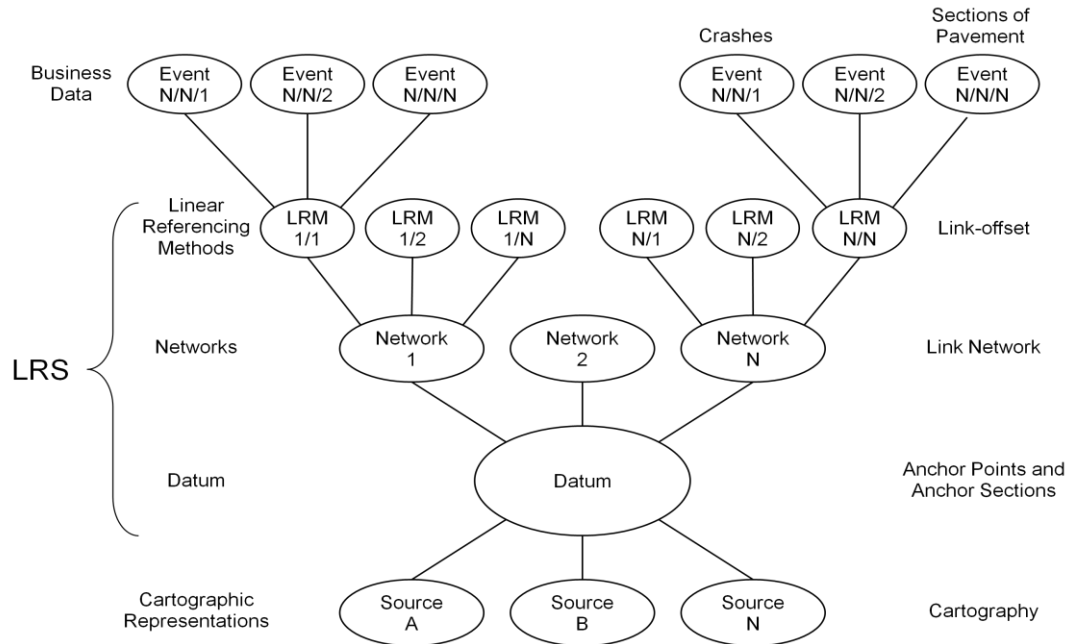 Sections of
Crashes
Pavement
Business
Data
Event
N/N/1
Event
N/N/2
Event
N/N/N
Event
N/N/1
Event
N/N/2
Event
N/N/N
Linear
Referencing
Methods
LRM
1/1
LRM
1/2
LRM
1/N
LRM
N/1
LRM
N/2
LRM
N/N
Link-offset
Networks
Network
1
Network
2
Network
N
Link Network
LRS
Datum
Datum
Anchor Points and
Anchor Sections
Cartographic
Representations
Source
A
Source
B
Source
N
Cartography